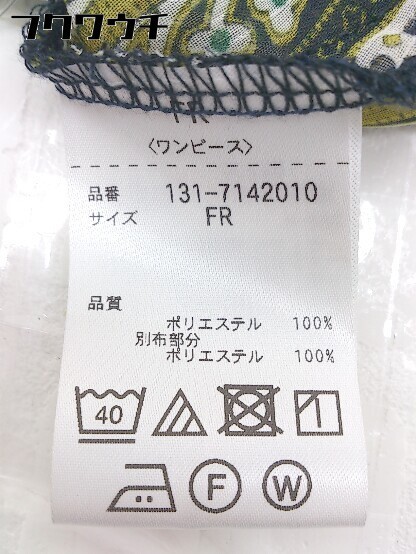 フクウクウチ
FR
〈ワンピース〉
品番 131-7142010
サイズ FR
品質
ポリエステル 100%
別布部分
ポリエステル 100%
40
F
W